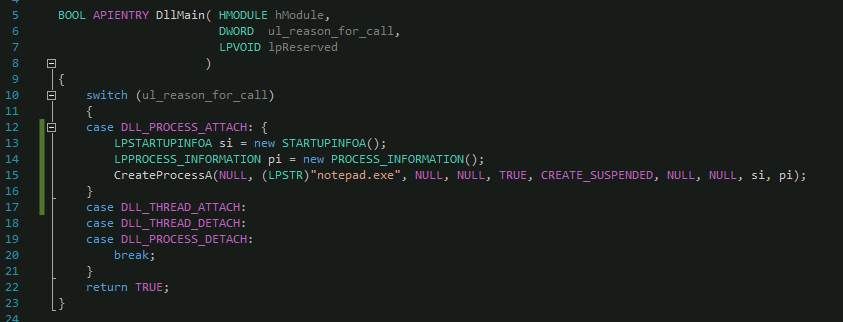 5 BOOL APIENTRY DllMain( HMODULE hModule,
6 DWORD ul_reason_for_call,
7 LPVOID lpReserved
8 )
9 {
10 switch (ul_reason_for_call)
11 {
12 case DLL_PROCESS_ATTACH: {
13 LPSTARTUPINFOA si = new STARTUPINFOA();
14 LPPROCESS_INFORMATION pi = new PROCESS_INFORMATION();
15 CreateProcessA(NULL, (LPSTR)"notepad.exe", NULL, NULL, TRUE, CREATE_SUSPENDED, NULL, NULL, si, pi);
16 }
17 case DLL_THREAD_ATTACH:
18 case DLL_THREAD_DETACH:
19 case DLL_PROCESS_DETACH:
20 break;
21 }
22 return TRUE;
23 }
24